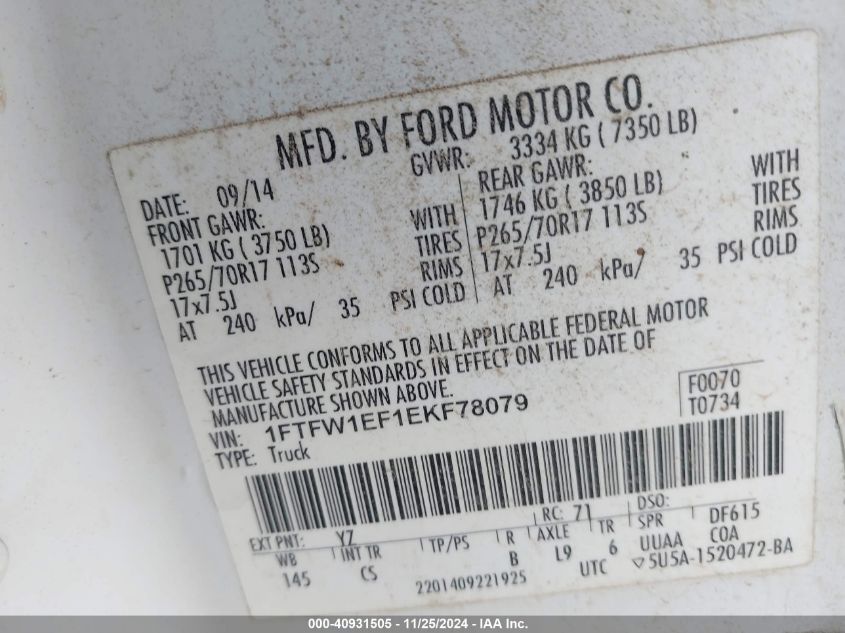 MFD. BY FORD MOTOR CO.
DATE: 09/14 GVWR: 3334 KG ( 7350 LB)
FRONT GAWR: REAR GAWR:
1701 KG ( 3750 LB) WITH 1746 KG ( 3850 LB) WITH
P265/70R17 113S TIRES P265/70R17 113S TIRES
17x7.5J RIMS 17x7.5J RIMS
AT 240 kPa/ 35 PSI COLD AT 240 kPa/ 35 PSI COLD
THIS VEHICLE CONFORMS TO ALL APPLICABLE FEDERAL MOTOR
VEHICLE SAFETY STANDARDS IN EFFECT ON THE DATE OF
MANUFACTURE SHOWN ABOVE.
VIN: 1FTFW1EF1EKF78079 F0070
TYPE: Truck T0734
EXT PNT: YZ RC: 71 DSO:
WB INT TR TP/PS R AXLE TR SPR DF615
145 CS B L9 6 UUAA COA
2201409221925 UTC ▽5U5A-1520472-BA
000-40931505 - 11/25/2024 - IAA Inc.